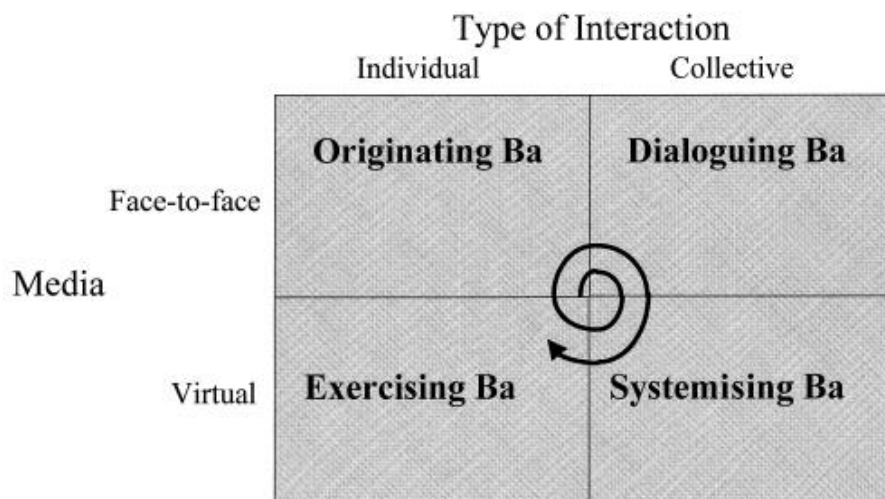 Type of Interaction
Individual Collective
Originating Ba Dialoguing Ba
Face-to-face
Media
Virtual
Exercising Ba Systemising Ba